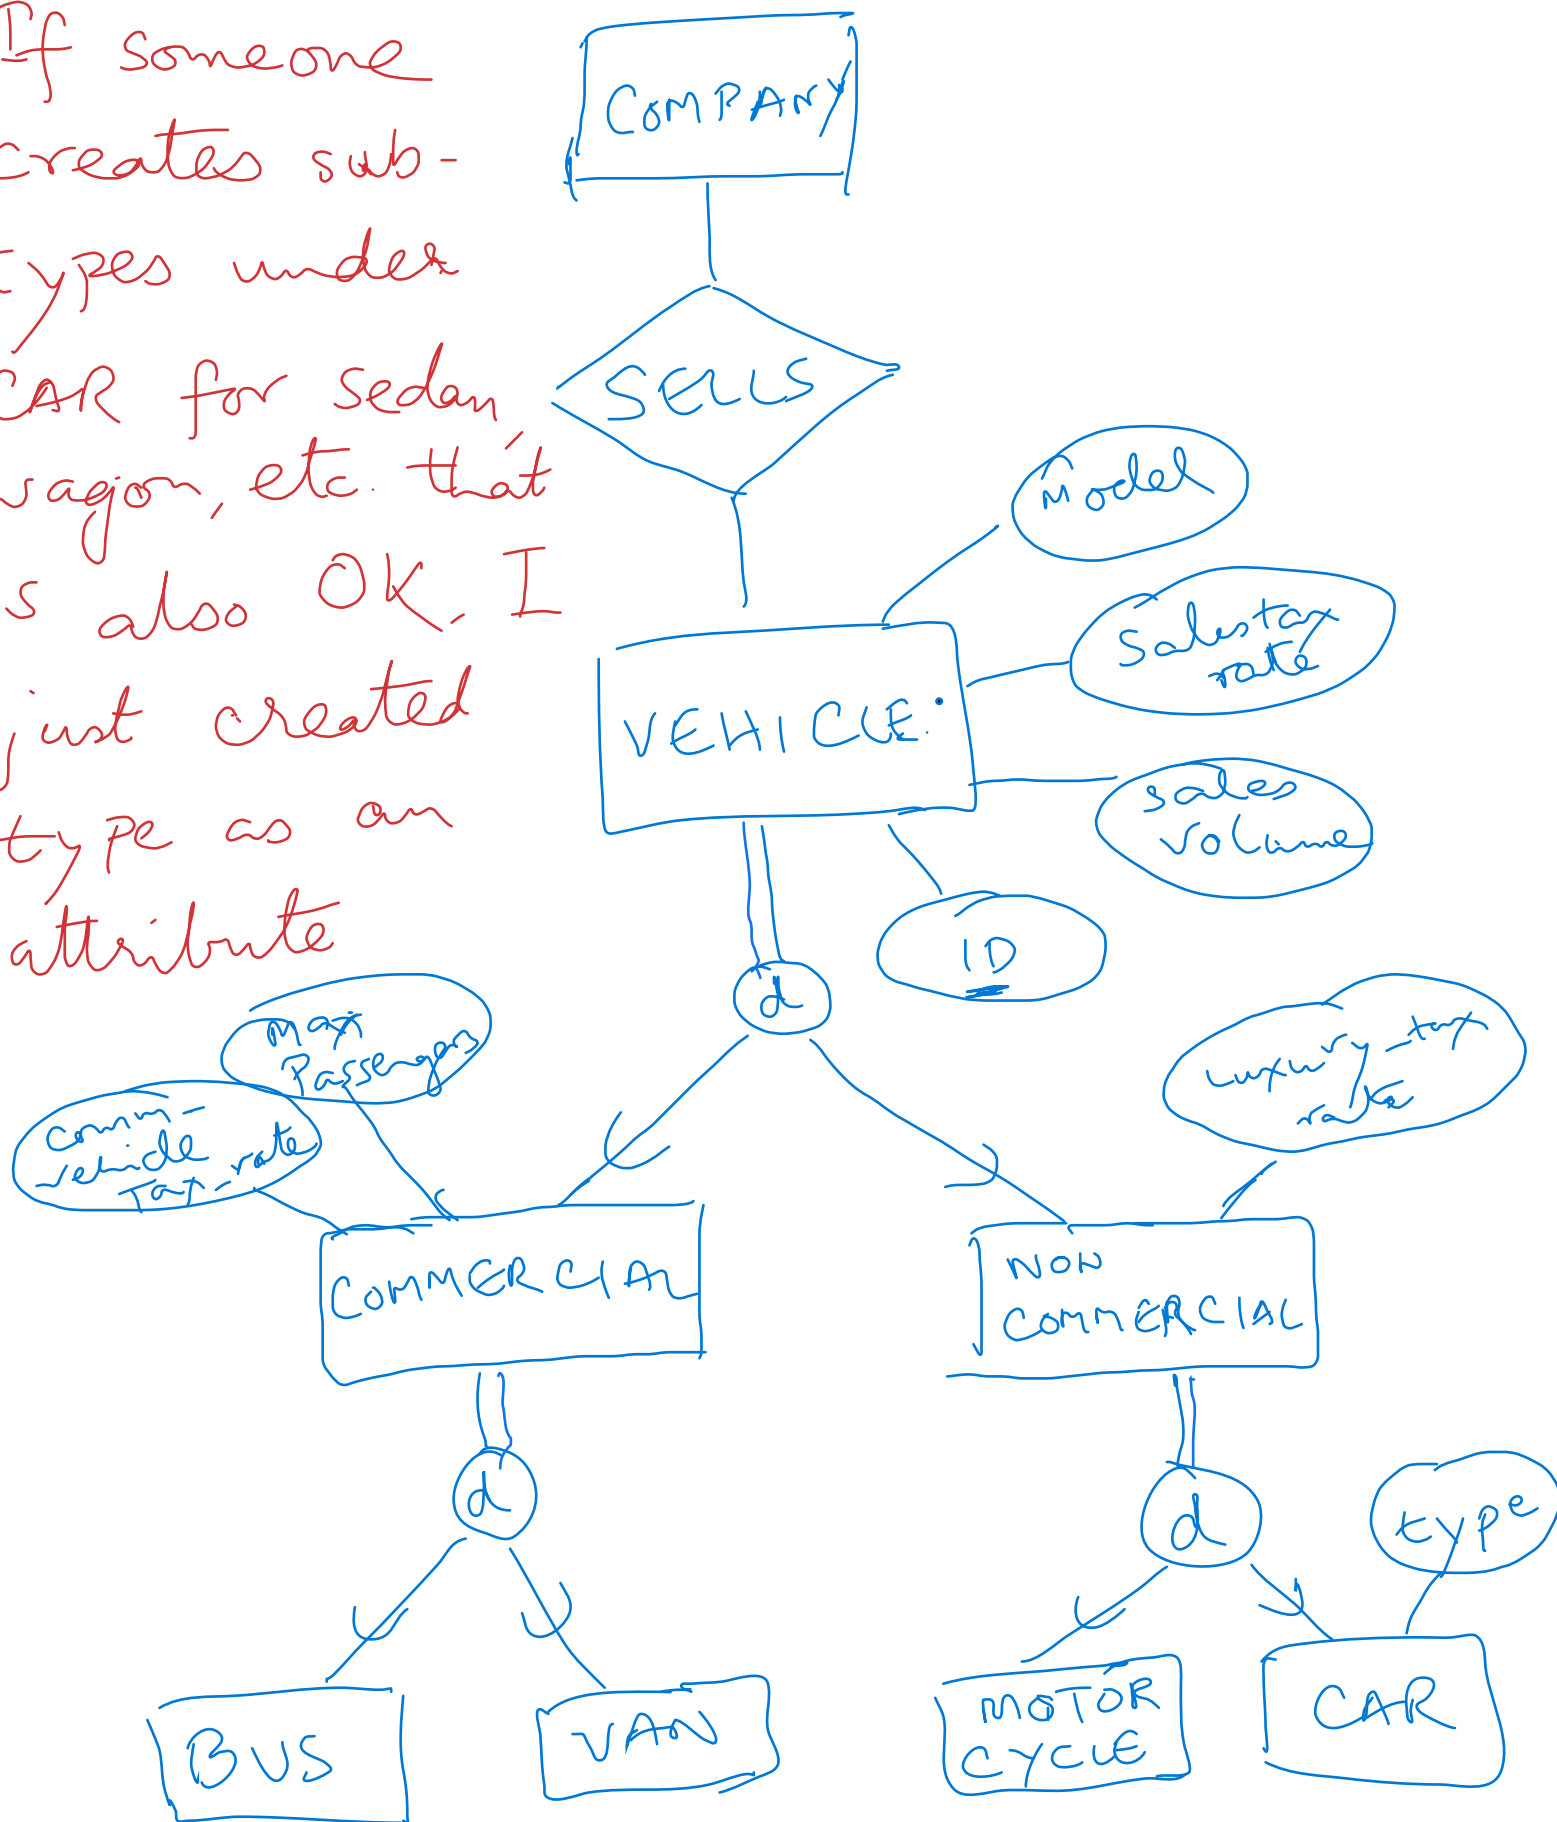 If someone
creates sub-
types under
CAR for sedan,
wagon, etc. that
is also OK. I
just created
type as an
attribute
COMPANY
SELLS
Model
Salestax
rate
VEHICLE
sales
volume
ID
d
Max
Passengers
comm-
vehicle
Tax-rate
Luxury_tax
rate
COMMERCIAL
NON
COMMERCIAL
d
d
type
BUS
VAN
MOTOR
CYCLE
CAR